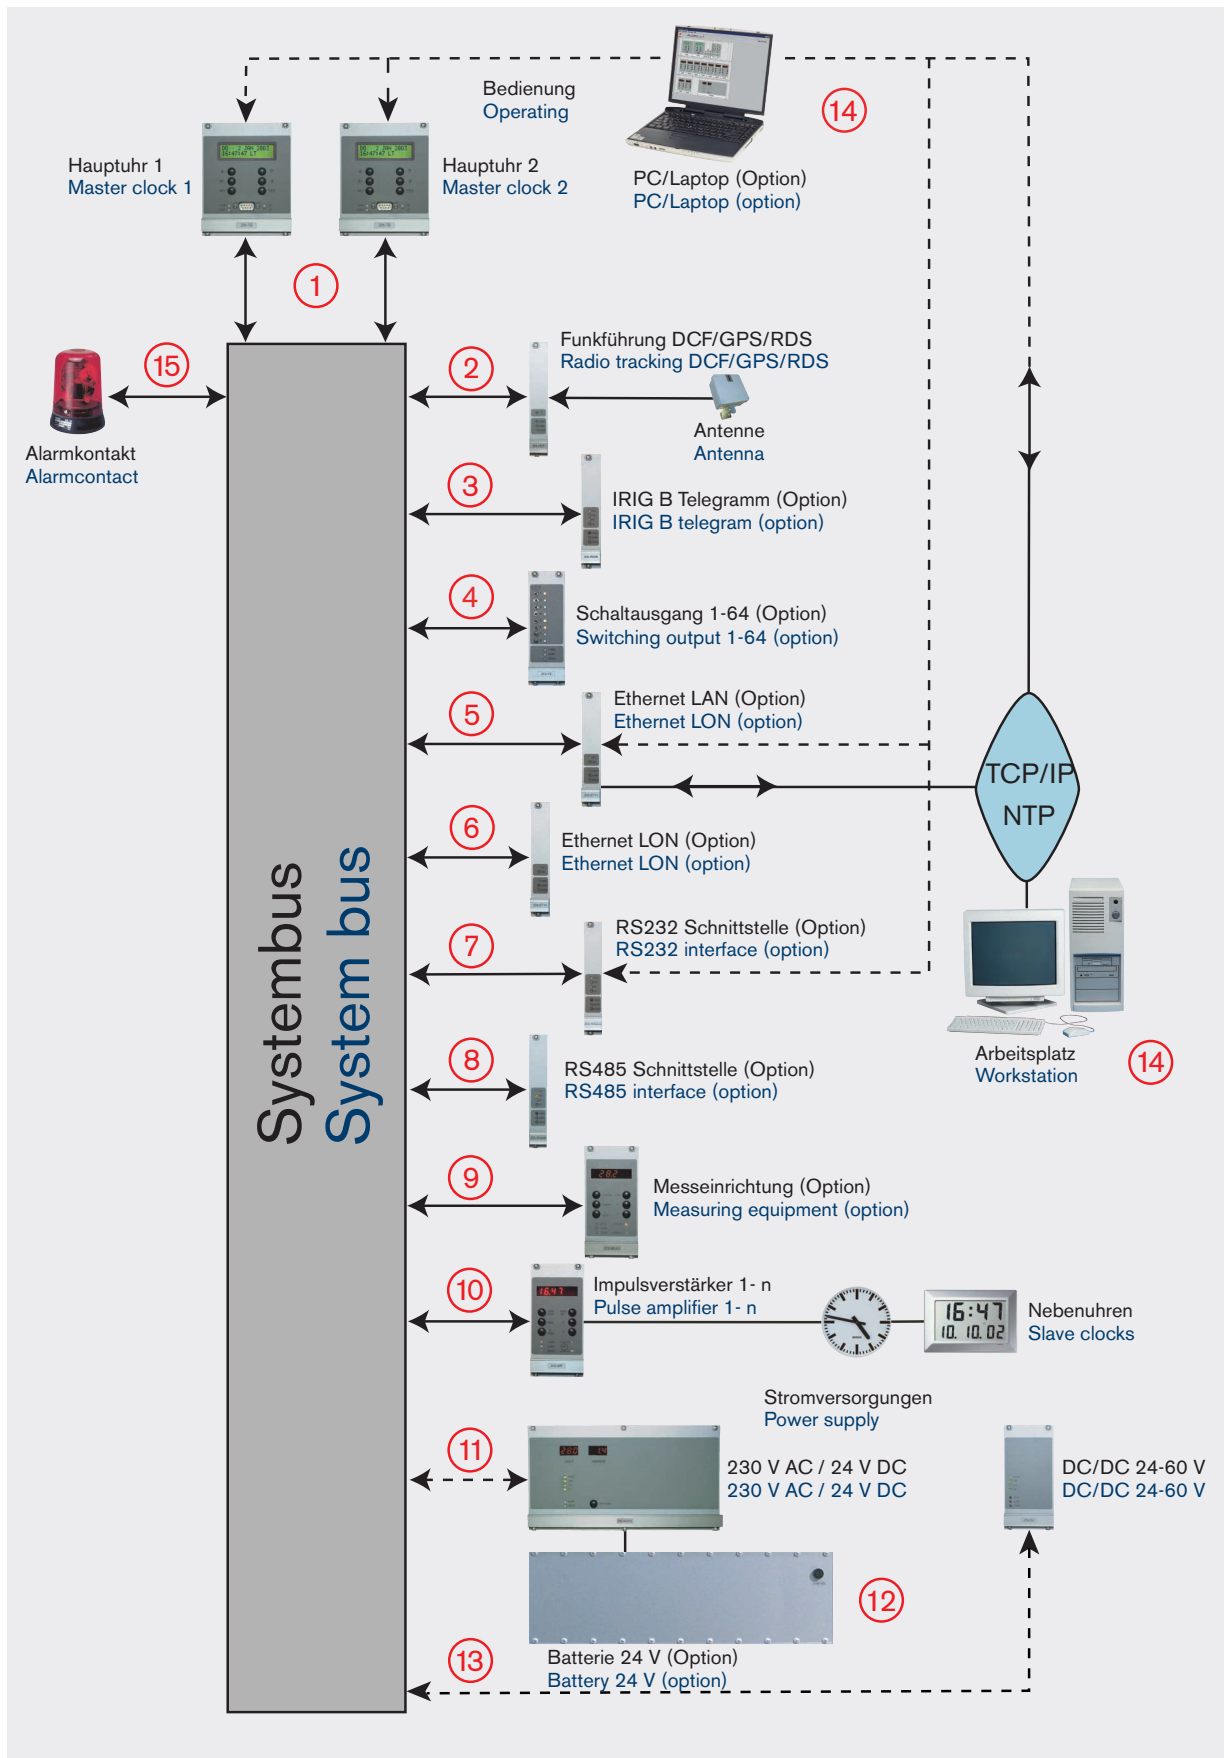 Bedienung
Operating
14
Hauptuhr 1
Master clock 1
Hauptuhr 2
Master clock 2
PC/Laptop (Option)
PC/Laptop (option)
1
15
Alarmkontakt
Alarmcontact
2
Funkführung DCF/GPS/RDS
Radio tracking DCF/GPS/RDS
Antenne
Antenna
3
IRIG B Telegramm (Option)
IRIG B telegram (option)
4
Schaltausgang 1-64 (Option)
Switching output 1-64 (option)
5
Ethernet LAN (Option)
Ethernet LON (option)
TCP/IP
NTP
6
Ethernet LON (Option)
Ethernet LON (option)
Systembus
System bus
7
RS232 Schnittstelle (Option)
RS232 interface (option)
8
RS485 Schnittstelle (Option)
RS485 interface (option)
Arbeitsplatz
Workstation
14
9
Messeinrichtung (Option)
Measuring equipment (option)
10
16.47
Impulsverstärker 1- n
Pulse amplifier 1- n
16:47
10. 10.02
Nebenuhren
Slave clocks
Stromversorgungen
Power supply
11
230 V AC / 24 V DC
230 V AC / 24 V DC
DC/DC 24-60 V
DC/DC 24-60 V
12
13
Batterie 24 V (Option)
Battery 24 V (option)